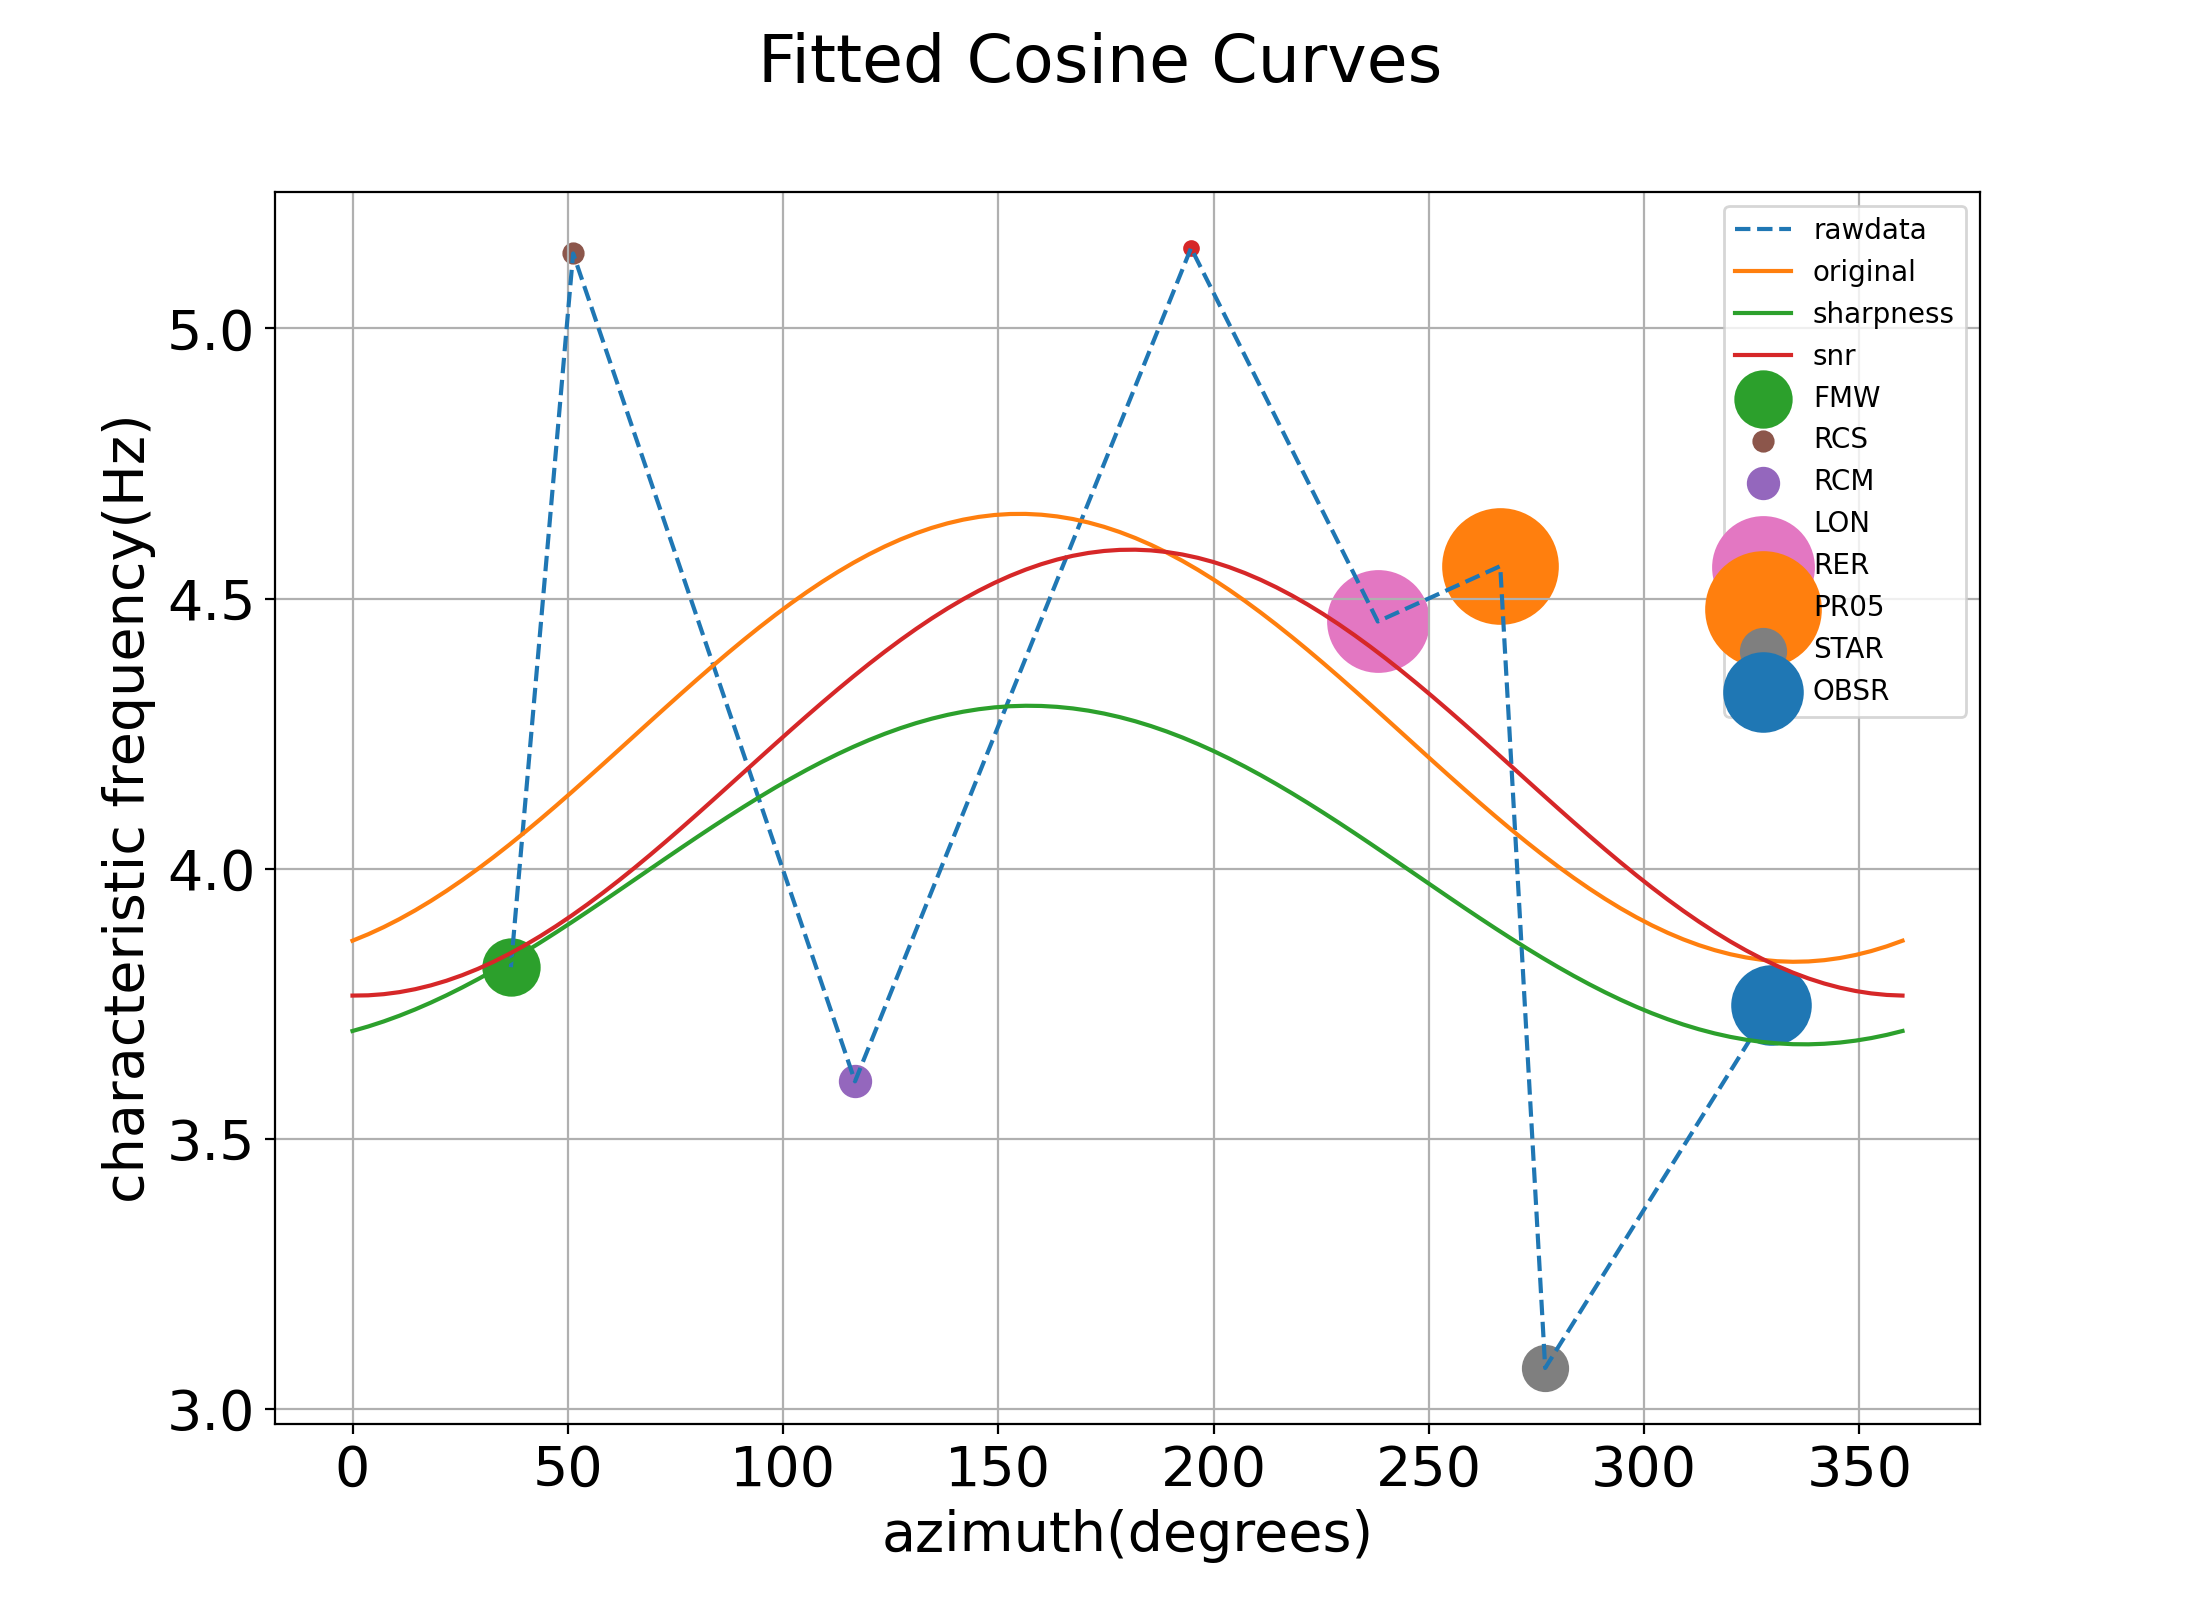 Fitted Cosine Curves
characteristic frequency(Hz)
5.0
4.5
4.0
3.5
3.0
rawdata
original
sharpness
snr
FMW
RCS
RCM
LON
RER
PR05
STAR
OBSR
0 50 100 150 200 250 300 350
azimuth(degrees)